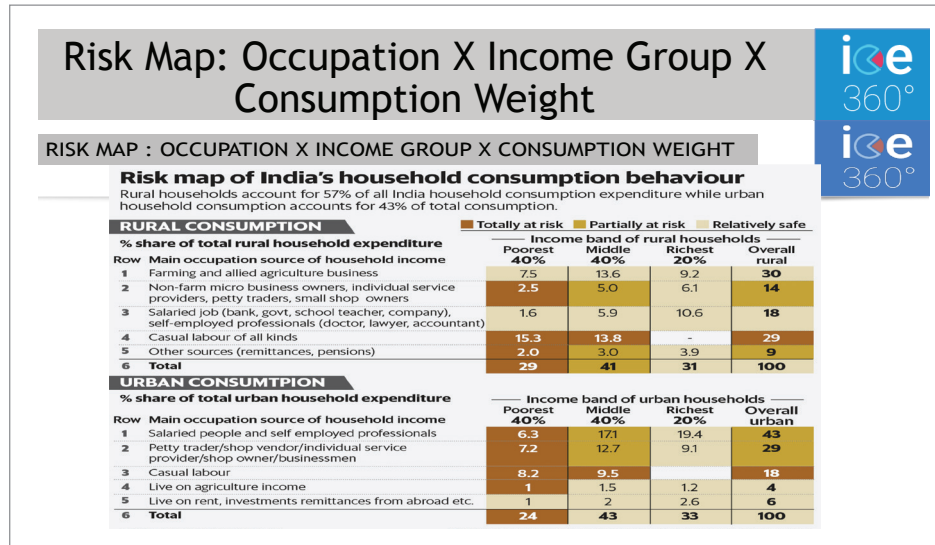 Risk Map: Occupation X Income Group X
Consumption Weight
ice
360°
RISK MAP : OCCUPATION X INCOME GROUP X CONSUMPTION WEIGHT
ice
360°
Risk map of India's household consumption behaviour
Rural households account for 57% of all India household consumption expenditure while urban
household consumption accounts for 43% of total consumption.
RURAL CONSUMPTION
Totally at risk Partially at risk Relatively safe
% share of total rural household expenditure
Income band of rural households
Poorest Middle Richest Overall
Row Main occupation source of household income 40% 40% 20% rural
1 Farming and allied agriculture business 7.5 13.6 9.2 30
2 Non-farm micro business owners, individual service 2.5 5.0 6.1 14
providers, petty traders, small shop owners
3 Salaried job (bank, govt, school teacher, company), 1.6 5.9 10.6 18
self-employed professionals (doctor, lawyer, accountant)
4 Casual labour of all kinds 15.3 13.8 - 29
5 Other sources (remittances, pensions) 2.0 3.0 3.9 9
6 Total 29 41 31 100
URBAN CONSUMTPION
% share of total urban household expenditure
Income band of urban households
Poorest Middle Richest Overall
Row Main occupation source of household income 40% 40% 20% urban
1 Salaried people and self employed professionals 6.3 17.1 19.4 43
2 Petty trader/shop vendor/individual service 7.2 12.7 9.1 29
provider/shop owner/businessmen
3 Casual labour 8.2 9.5 18
4 Live on agriculture income 1 1.5 1.2 4
5 Live on rent, investments remittances from abroad etc. 1 2 2.6 6
6 Total 24 43 33 100